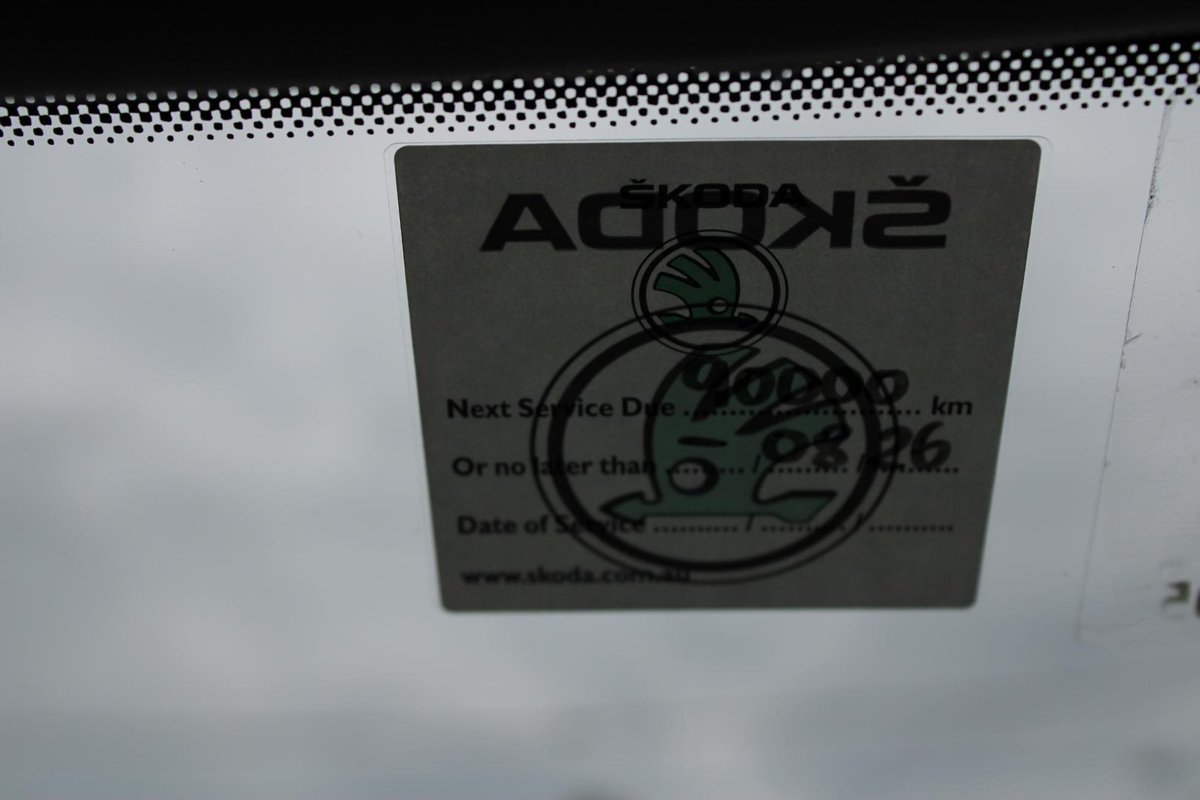 ŠKODA
ŠKODA
Next Service Due 90000 km
Or no later than ......... / 08 / 26
Date of Service .......... / .......... / ..........
www.skoda.com.au